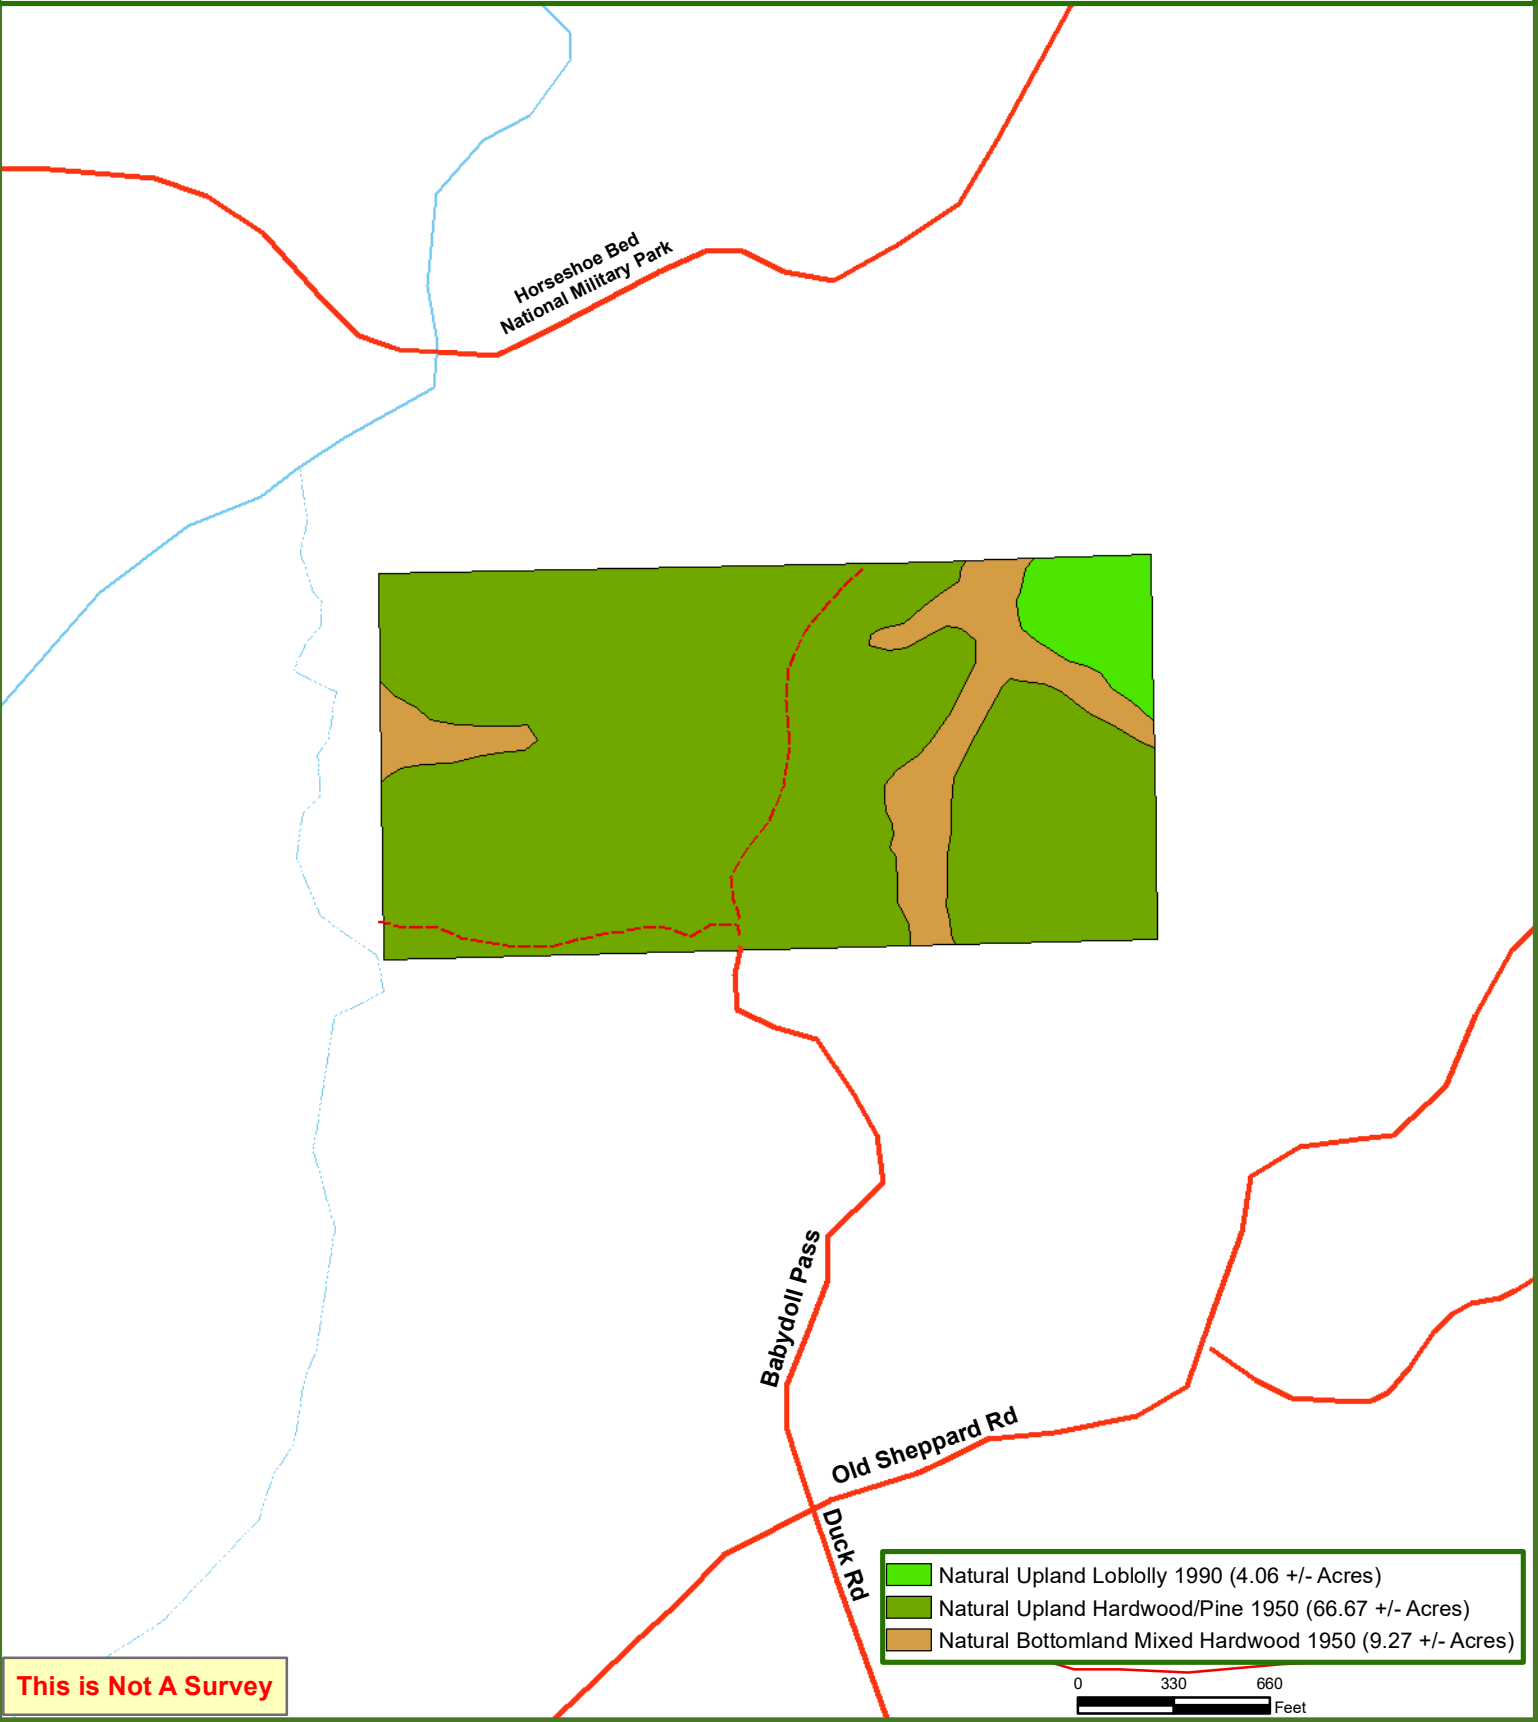 Horseshoe Bed
National Military Park
Babydoll Pass
Old Sheppard Rd
Duck Rd
Natural Upland Loblolly 1990 (4.06 +/- Acres)
Natural Upland Hardwood/Pine 1950 (66.67 +/- Acres)
Natural Bottomland Mixed Hardwood 1950 (9.27 +/- Acres)
This is Not A Survey
0 330 660
Feet